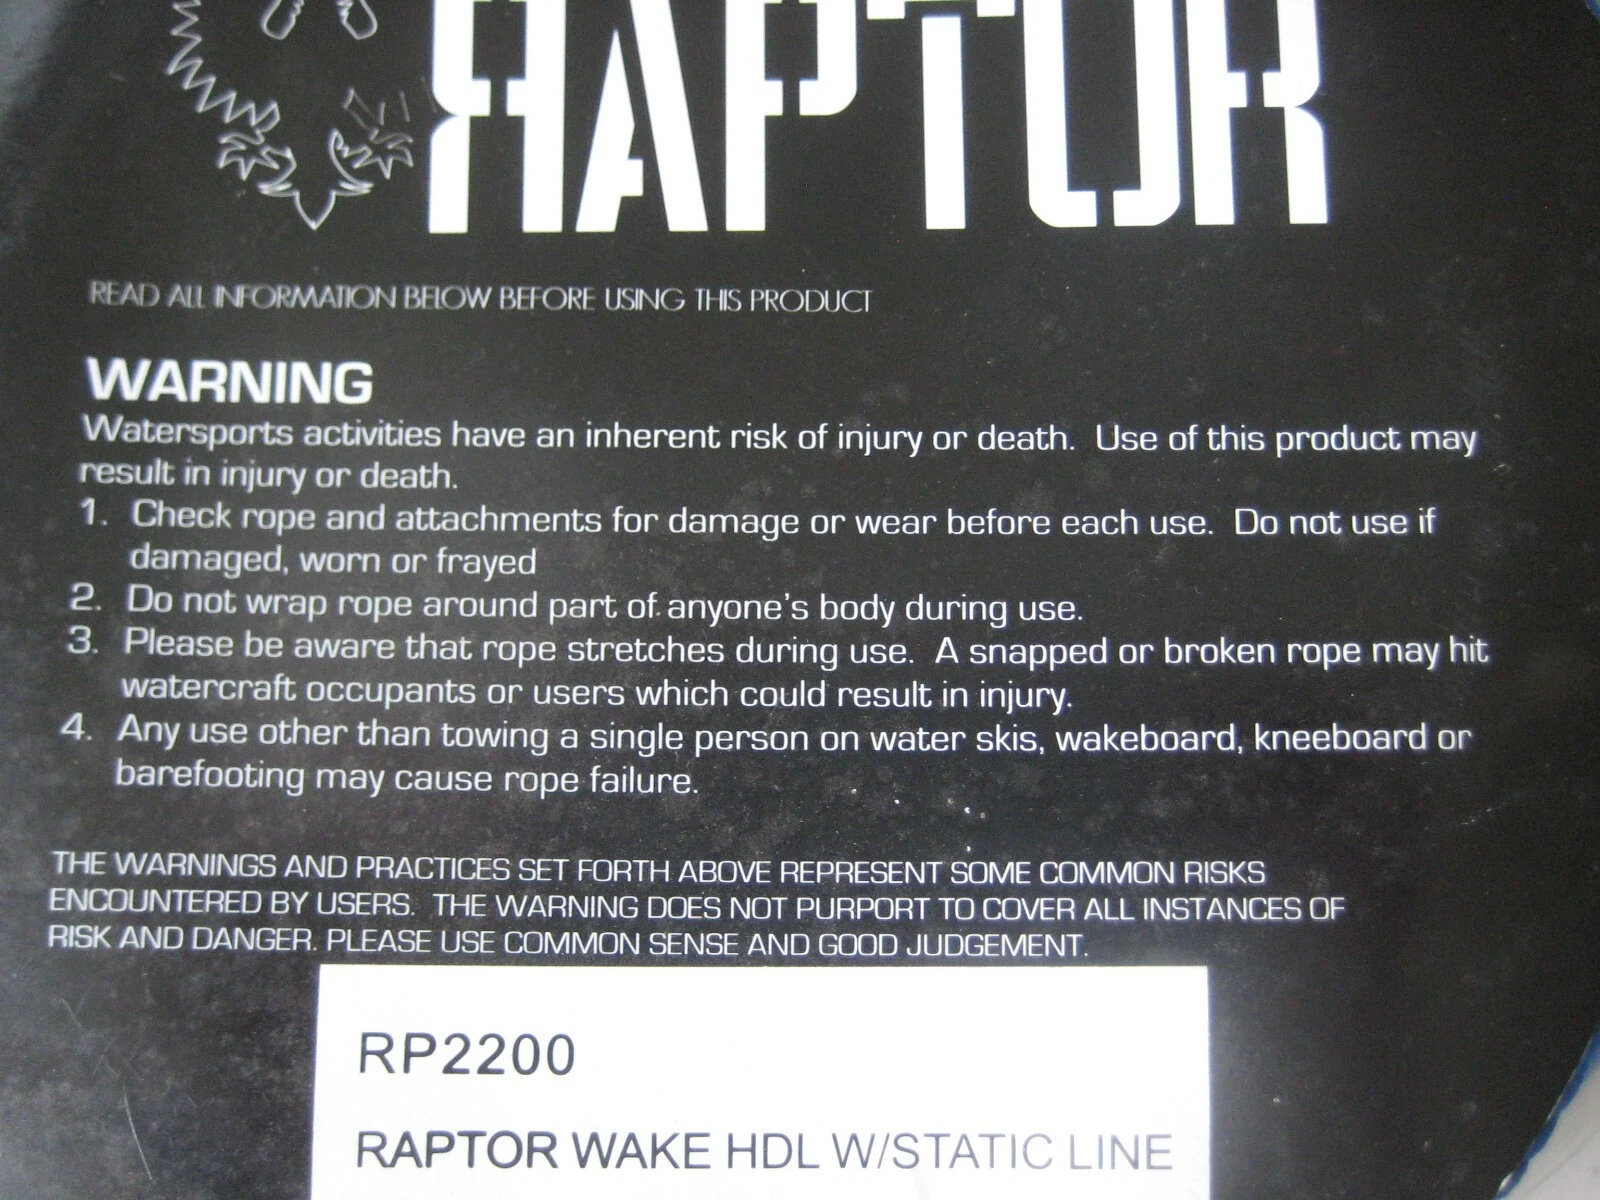 RAPTOR
READ ALL INFORMATION BELOW BEFORE USING THIS PRODUCT
WARNING
Watersports activities have an inherent risk of injury or death. Use of this product may
result in injury or death.
1. Check rope and attachments for damage or wear before each use. Do not use if
damaged, worn or frayed
2. Do not wrap rope around part of anyone's body during use.
3. Please be aware that rope stretches during use. A snapped or broken rope may hit
watercraft occupants or users which could result in injury.
4. Any use other than towing a single person on water skis, wakeboard, kneeboard or
barefooting may cause rope failure.
THE WARNINGS AND PRACTICES SET FORTH ABOVE REPRESENT SOME COMMON RISKS
ENCOUNTERED BY USERS. THE WARNING DOES NOT PURPORT TO COVER ALL INSTANCES OF
RISK AND DANGER. PLEASE USE COMMON SENSE AND GOOD JUDGEMENT.
RP2200
RAPTOR WAKE HDL W/STATIC LINE